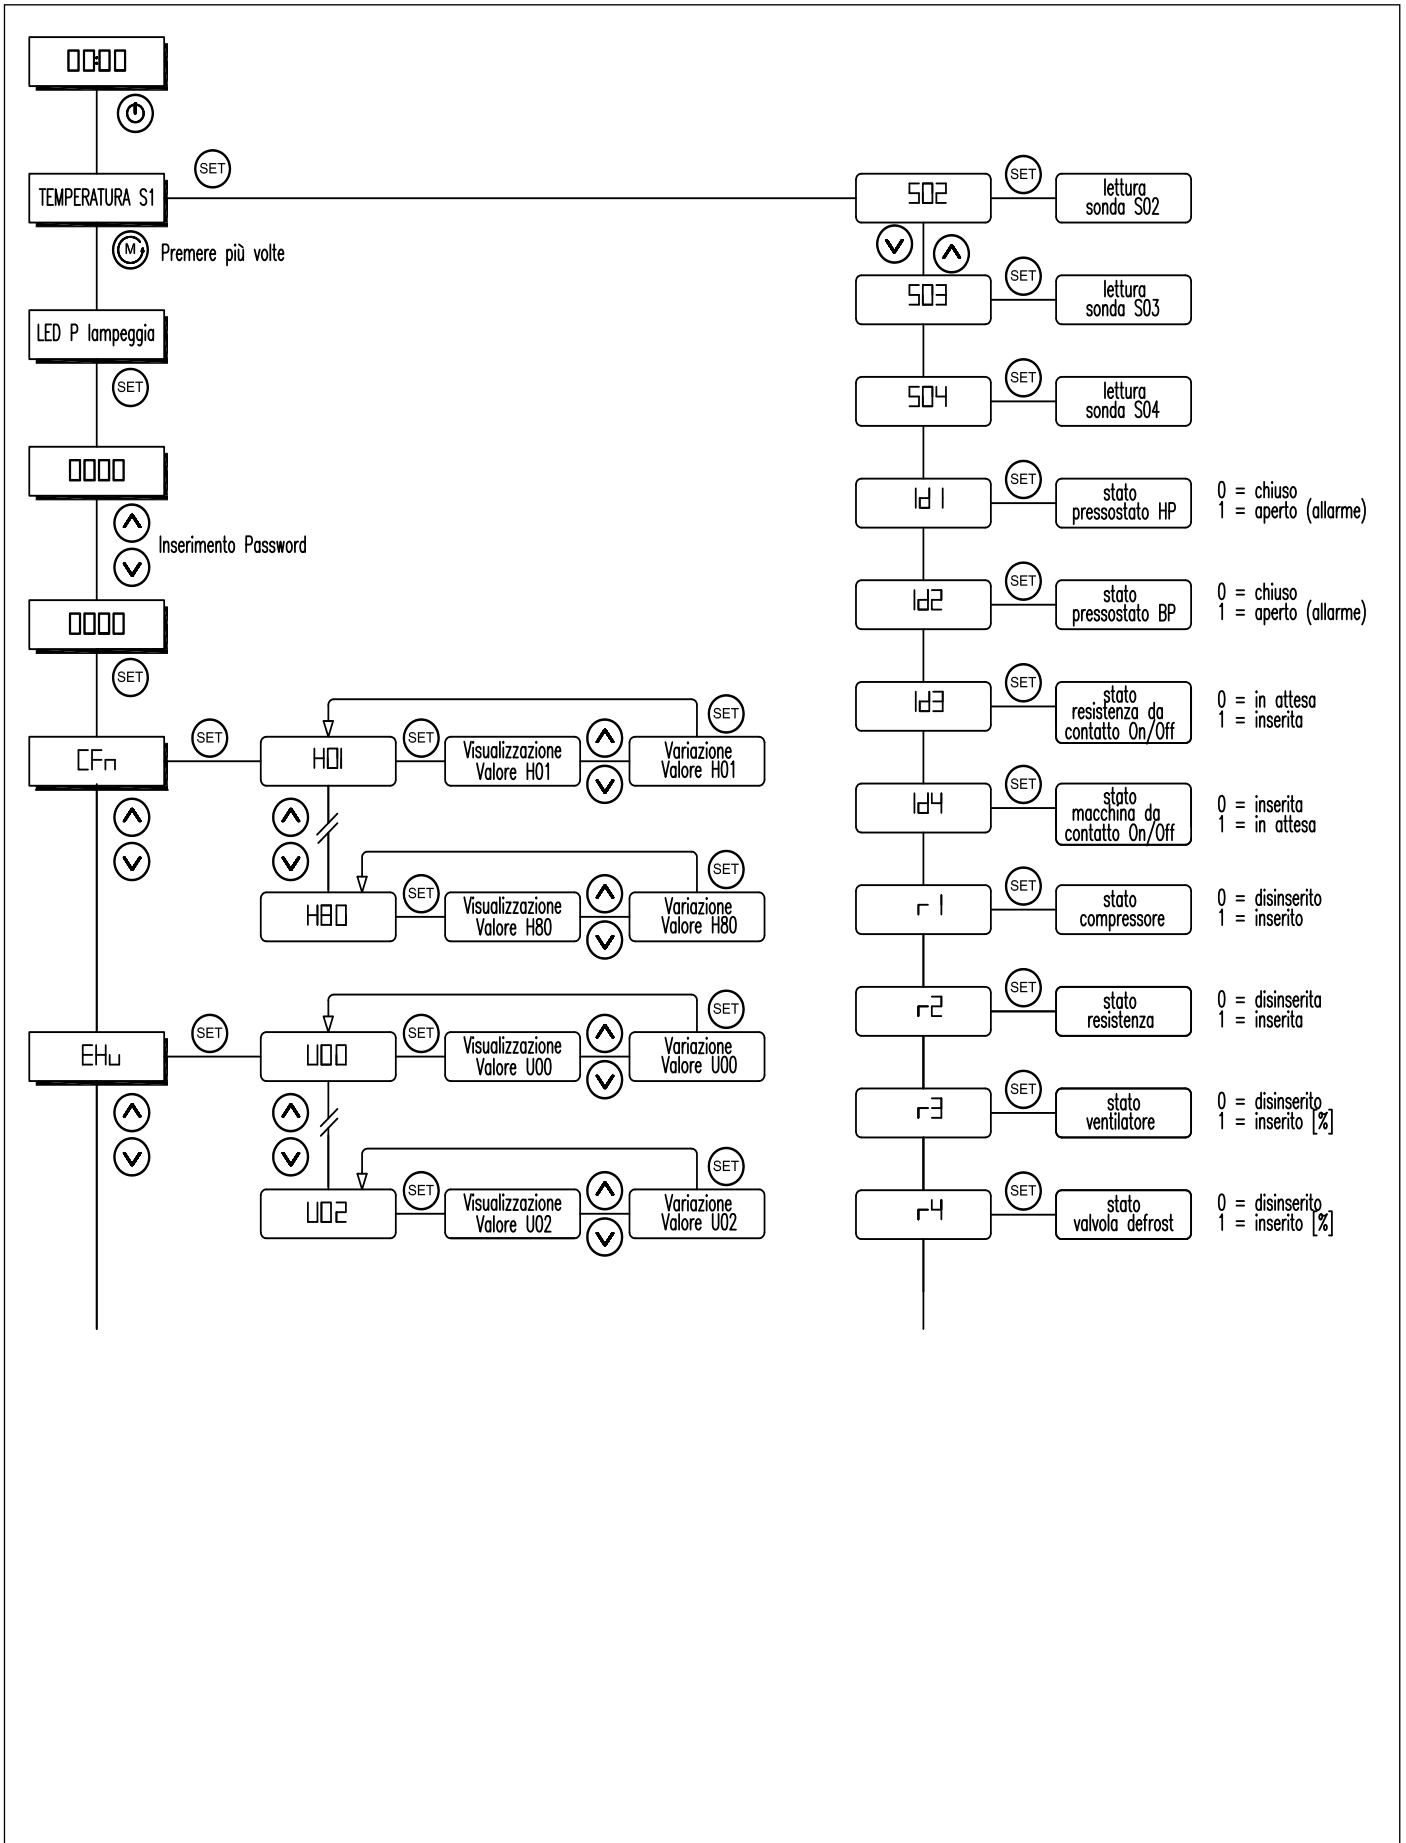 00:00
TEMPERATURA S1
SET
M
Premere più volte
LED P lampeggia
SET
0000
Inserimento Password
0000
SET
CFn
SET
H01
SET
Visualizzazione
Valore H01
Variazione
Valore H01
SET
H80
SET
Visualizzazione
Valore H80
Variazione
Valore H80
SET
EHu
SET
U00
SET
Visualizzazione
Valore U00
Variazione
Valore U00
SET
U02
SET
Visualizzazione
Valore U02
Variazione
Valore U02
SET
S02
SET
lettura
sonda S02
S03
SET
lettura
sonda S03
S04
SET
lettura
sonda S04
Id1
SET
stato
pressostato HP
0 = chiuso
1 = aperto (allarme)
Id2
SET
stato
pressostato BP
0 = chiuso
1 = aperto (allarme)
Id3
SET
stato
resistenza da
contatto On/Off
0 = in attesa
1 = inserita
Id4
SET
stato
macchina da
contatto On/Off
0 = inserita
1 = in attesa
r1
SET
stato
compressore
0 = disinserito
1 = inserito
r2
SET
stato
resistenza
0 = disinserita
1 = inserita
r3
SET
stato
ventilatore
0 = disinserito
1 = inserito [%]
r4
SET
stato
valvola defrost
0 = disinserito
1 = inserito [%]